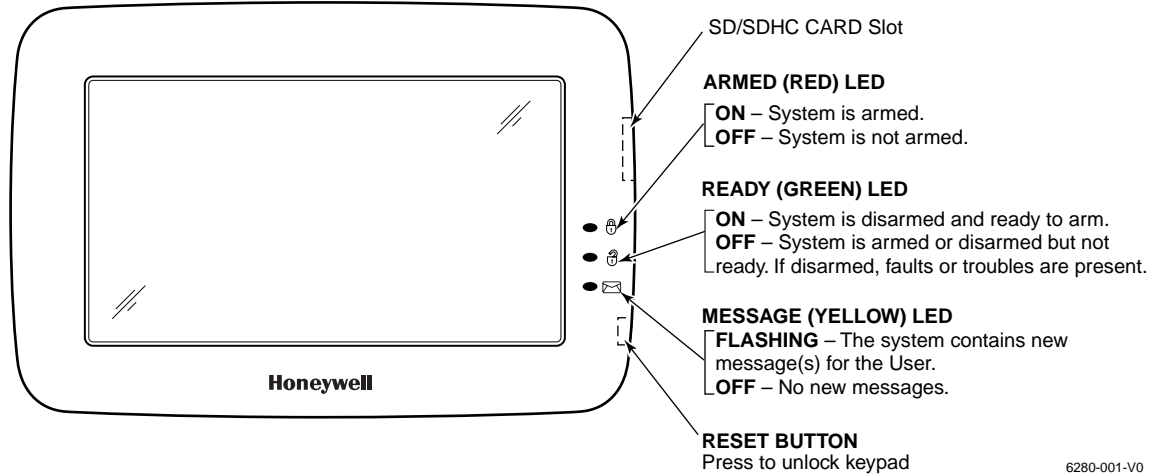 SD/SDHC CARD Slot
ARMED (RED) LED
ON – System is armed.
OFF – System is not armed.
READY (GREEN) LED
ON – System is disarmed and ready to arm.
OFF – System is armed or disarmed but not
ready. If disarmed, faults or troubles are present.
MESSAGE (YELLOW) LED
FLASHING – The system contains new
message(s) for the User.
OFF – No new messages.
RESET BUTTON
Press to unlock keypad
Honeywell
6280-001-V0